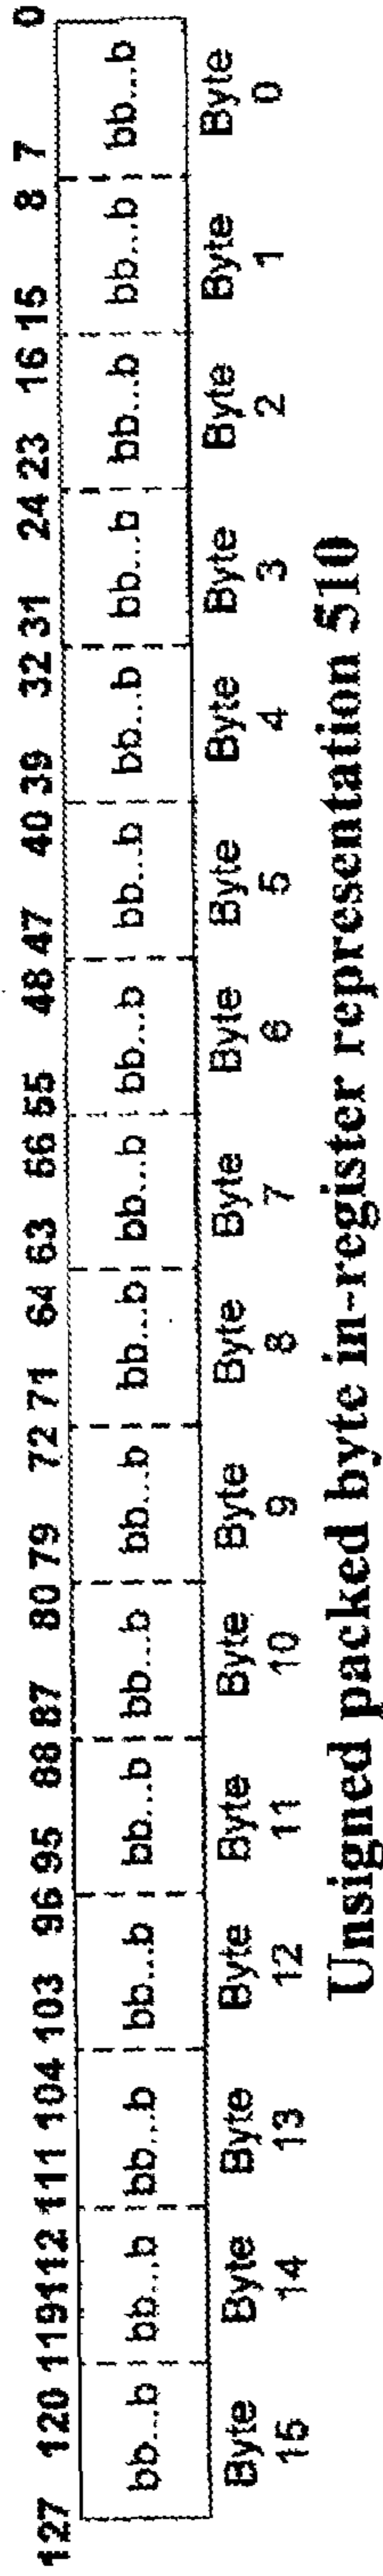 127 120 119 112 111 104 103 96 95 88 87 80 79 72 71 64 63 56 55 48 47 40 39 32 31 24 23 16 15 8 7 0
bb...b bb...b bb...b bb...b bb...b bb...b bb...b bb...b bb...b bb...b bb...b bb...b bb...b bb...b bb...b bb...b
Byte Byte Byte Byte Byte Byte Byte Byte Byte Byte Byte Byte Byte Byte Byte Byte
15 14 13 12 11 10 9 8 7 6 5 4 3 2 1 0
Unsigned packed byte in-register representation 510